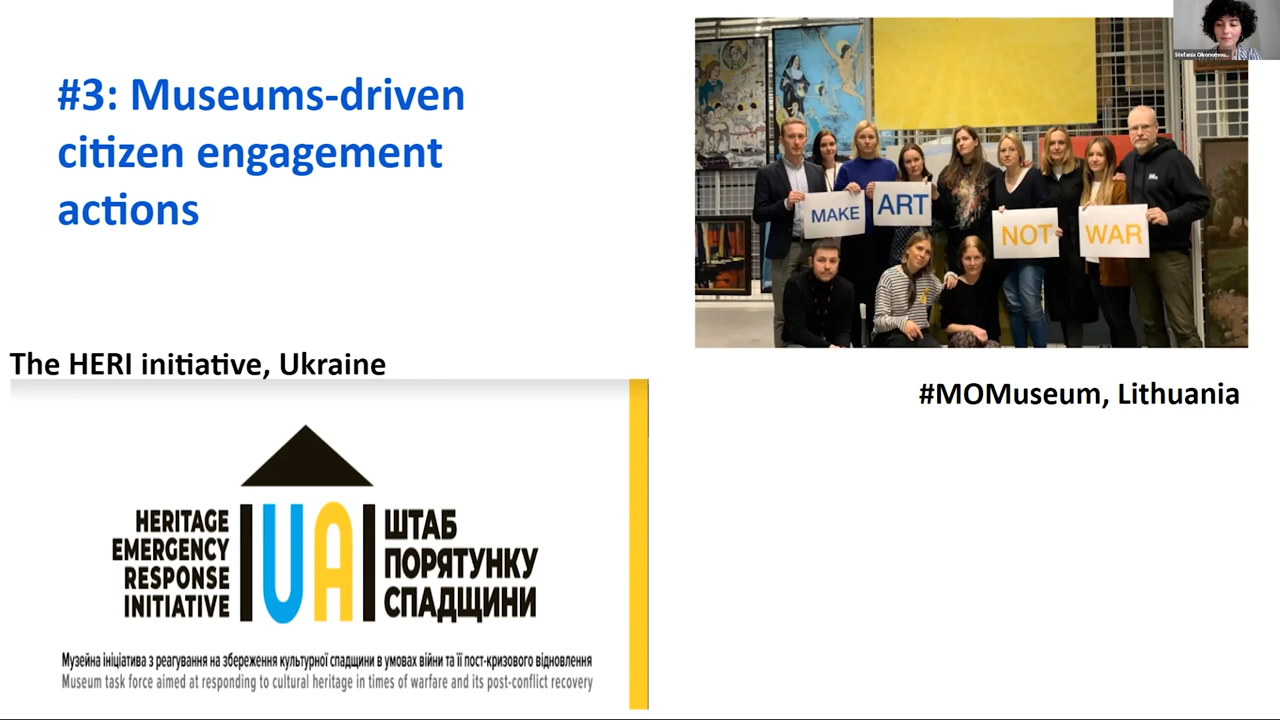 #3: Museums-driven
citizen engagement
actions
Stefania Oikonomou...
MAKE
ART
NOT
WAR
The HERI initiative, Ukraine
#MOMuseum, Lithuania
HERITAGE
EMERGENCY
RESPONSE
INITIATIVE
UA
ШТАБ
ПОРЯТУНКУ
СПАДЩИНИ
Музейна ініціатива з реагування на збереження культурної спадщини в умовах війни та її пост-кризового відновлення
Museum task force aimed at responding to cultural heritage in times of warfare and its post-conflict recovery